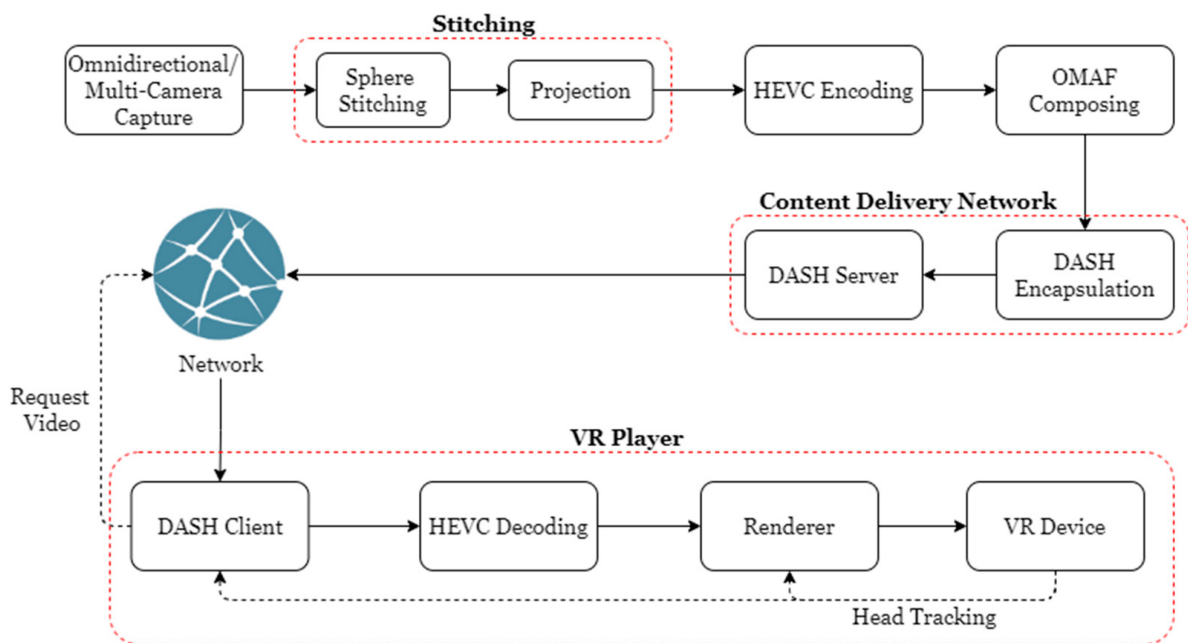 Stitching
Omnidirectional/
Multi-Camera
Capture
Sphere
Stitching
Projection
HEVC Encoding
OMAF
Composing
Content Delivery Network
DASH Server
DASH
Encapsulation
Network
Request
Video
VR Player
DASH Client
HEVC Decoding
Renderer
VR Device
Head Tracking